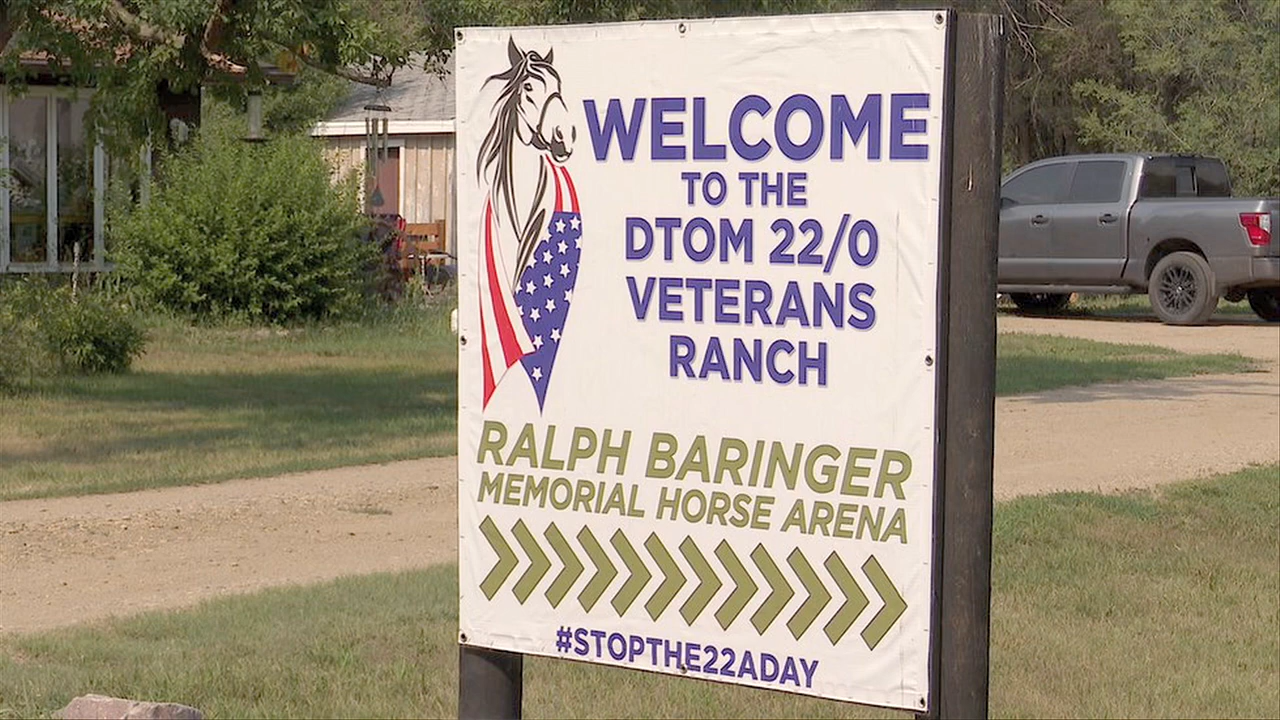 WELCOME
TO THE
DTOM 22/0
VETERANS
RANCH
RALPH BARINGER
MEMORIAL HORSE ARENA
#STOPTHE22ADAY